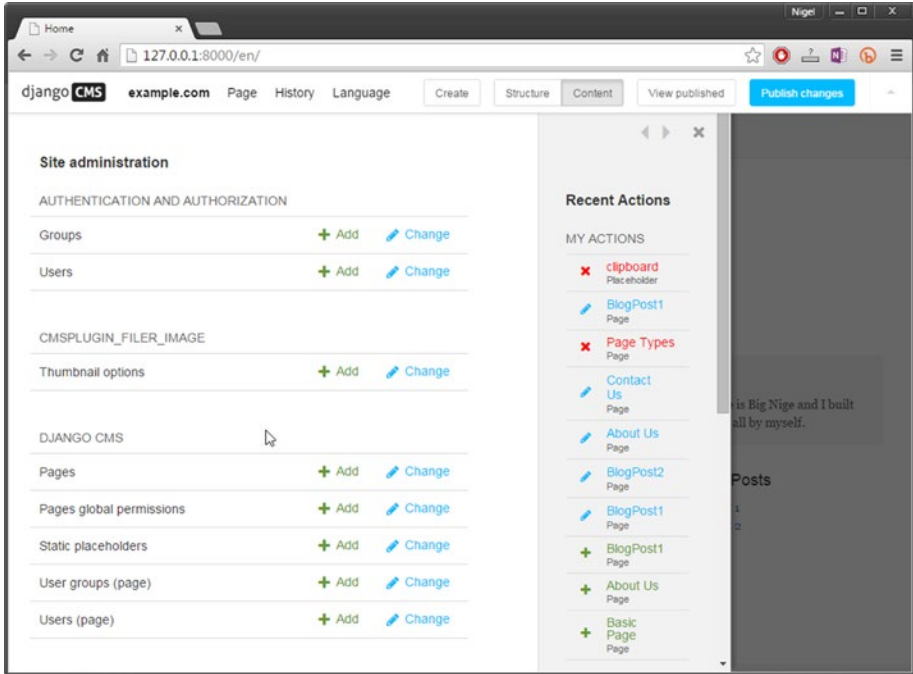 Nigel
Home
127.0.0.1:8000/en/
django CMS example.com Page History Language Create Structure Content View published Publish changes
Site administration
AUTHENTICATION AND AUTHORIZATION
Groups Add Change
Users Add Change
CMSPLUGIN_FILER_IMAGE
Thumbnail options Add Change
DJANGO CMS
Pages Add Change
Pages global permissions Add Change
Static placeholders Add Change
User groups (page) Add Change
Users (page) Add Change
Recent Actions
MY ACTIONS
clipboard
Placeholder
BlogPost1
Page
Page Types
Page
Contact
Us
Page
About Us
Page
BlogPost2
Page
BlogPost1
Page
BlogPost1
Page
About Us
Page
Basic
Page
Page
is Big Nige and I built
all by myself.
Posts
1
2